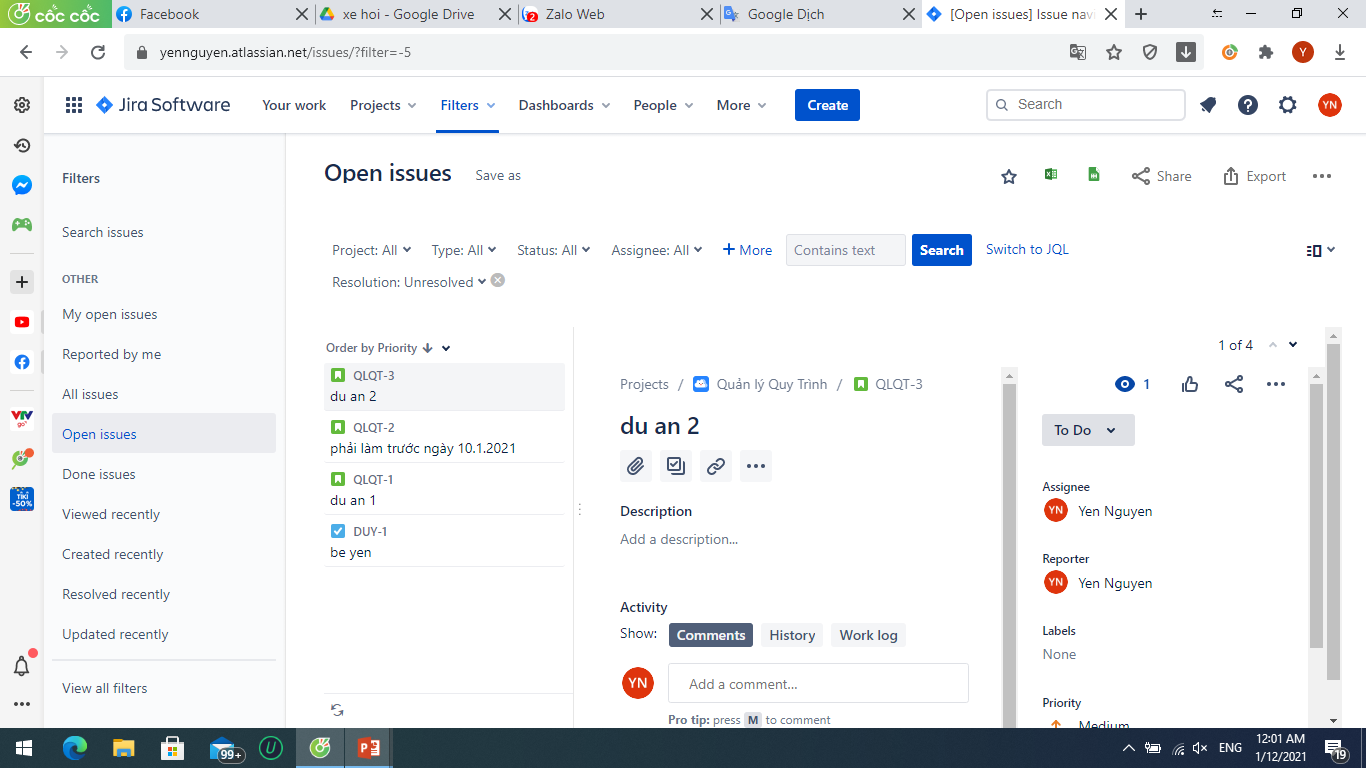 cốc cốc
Facebook
xe hoi - Google Drive
2
Zalo Web
Google Dịch
[Open issues] Issue navi
yennguyen.atlassian.net/issues/?filter=-5
Y
Jira Software
Your work
Projects
Filters
Dashboards
People
More
Create
Search
YN
Filters
Search issues
OTHER
My open issues
Reported by me
All issues
Open issues
Done issues
Viewed recently
Created recently
Resolved recently
Updated recently
View all filters
VTV
go
TIKI
-50%
Open issues
Save as
Share
Export
Project: All
Type: All
Status: All
Assignee: All
+ More
Contains text
Search
Switch to JQL
Resolution: Unresolved
Order by Priority
QLQT-3
du an 2
QLQT-2
phải làm trước ngày 10.1.2021
QLQT-1
du an 1
DUY-1
be yen
1 of 4
Projects / Quản lý Quy Trình / QLQT-3
1
du an 2
To Do
Description
Add a description...
Activity
Show:
Comments
History
Work log
YN
Add a comment...
Pro tip: press M to comment
Assignee
YN Yen Nguyen
Reporter
YN Yen Nguyen
Labels
None
Priority
Medium
99+
U
P
ENG
12:01 AM
1/12/2021
19